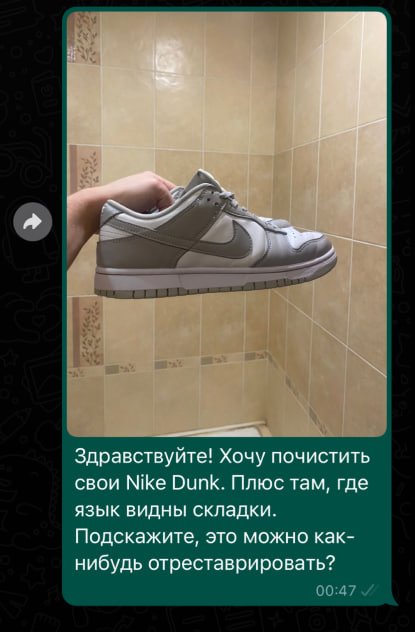 Здравствуйте! Хочу почистить
свои Nike Dunk. Плюс там, где
язык видны складки.
Подскажите, это можно как-
нибудь отреставрировать?
00:47